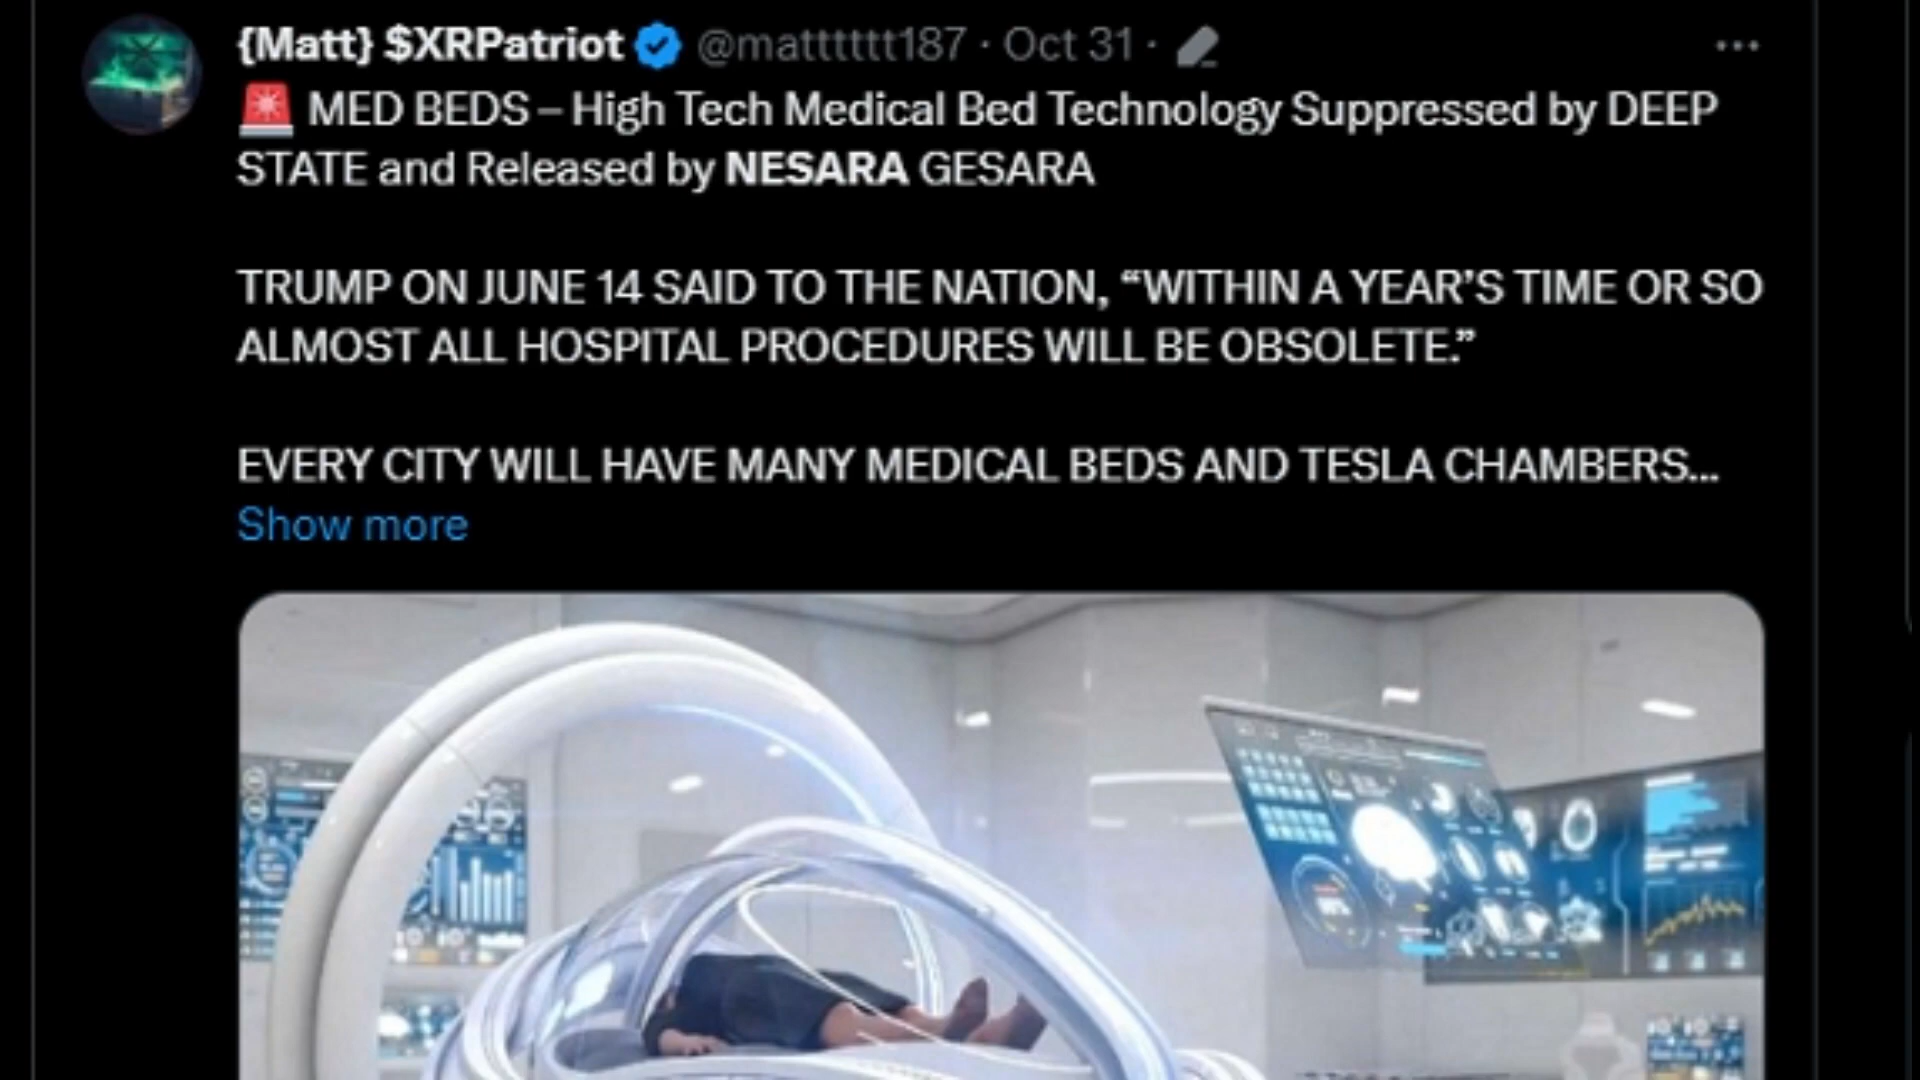 {Matt} $XRPatriot @matttttt187 · Oct 31 ·
🚨 MED BEDS – High Tech Medical Bed Technology Suppressed by DEEP
STATE and Released by NESARA GESARA
TRUMP ON JUNE 14 SAID TO THE NATION, “WITHIN A YEAR’S TIME OR SO
ALMOST ALL HOSPITAL PROCEDURES WILL BE OBSOLETE.”
EVERY CITY WILL HAVE MANY MEDICAL BEDS AND TESLA CHAMBERS...
Show more